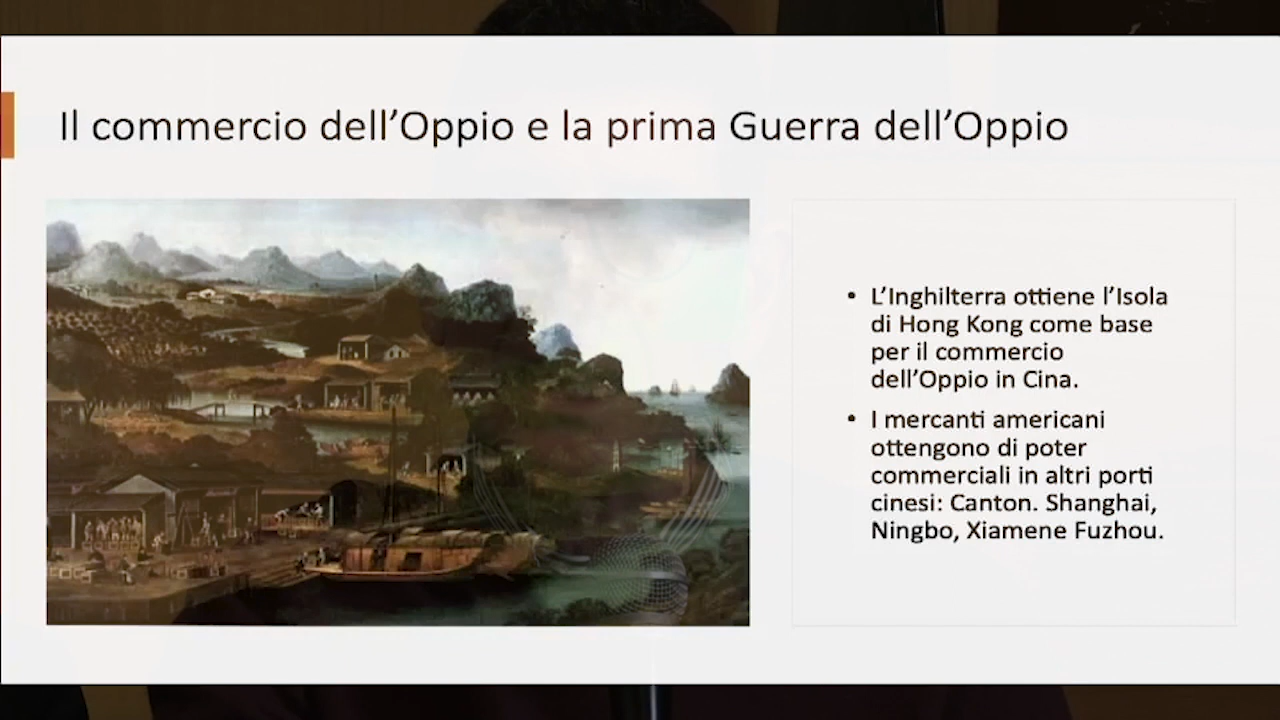 Il commercio dell’Oppio e la prima Guerra dell’Oppio
• L’Inghilterra ottiene l’Isola
di Hong Kong come base
per il commercio
dell’Oppio in Cina.
• I mercanti americani
ottengono di poter
commerciali in altri porti
cinesi: Canton. Shanghai,
Ningbo, Xiamene Fuzhou.